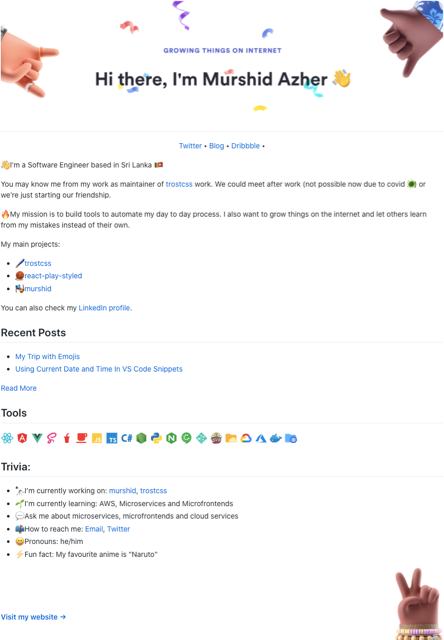 GROWING THINGS ON INTERNET
Hi there, I'm Murshid Azher 👋
Twitter • Blog • Dribbble •
👋I'm a Software Engineer based in Sri Lanka 🇱🇰
You may know me from my work as maintainer of trostcss work. We could meet after work (not possible now due to covid 🦠) or
we're just starting our friendship.
🔥My mission is to build tools to automate my day to day process. I also want to grow things on the internet and let others learn
from my mistakes instead of their own.
My main projects:
• trostcss
• react-play-styled
• murshid
You can also check my LinkedIn profile.
Recent Posts
• My Trip with Emojis
• Using Current Date and Time In VS Code Snippets
Read More
Tools
JS TS C#
Trivia:
• I'm currently working on: murshid, trostcss
• 🌱I'm currently learning: AWS, Microservices and Microfrontends
• 💬Ask me about microservices, microfrontends and cloud services
• 📫How to reach me: Email, Twitter
• 😄Pronouns: he/him
• ⚡Fun fact: My favourite anime is "Naruto"
Visit my website →